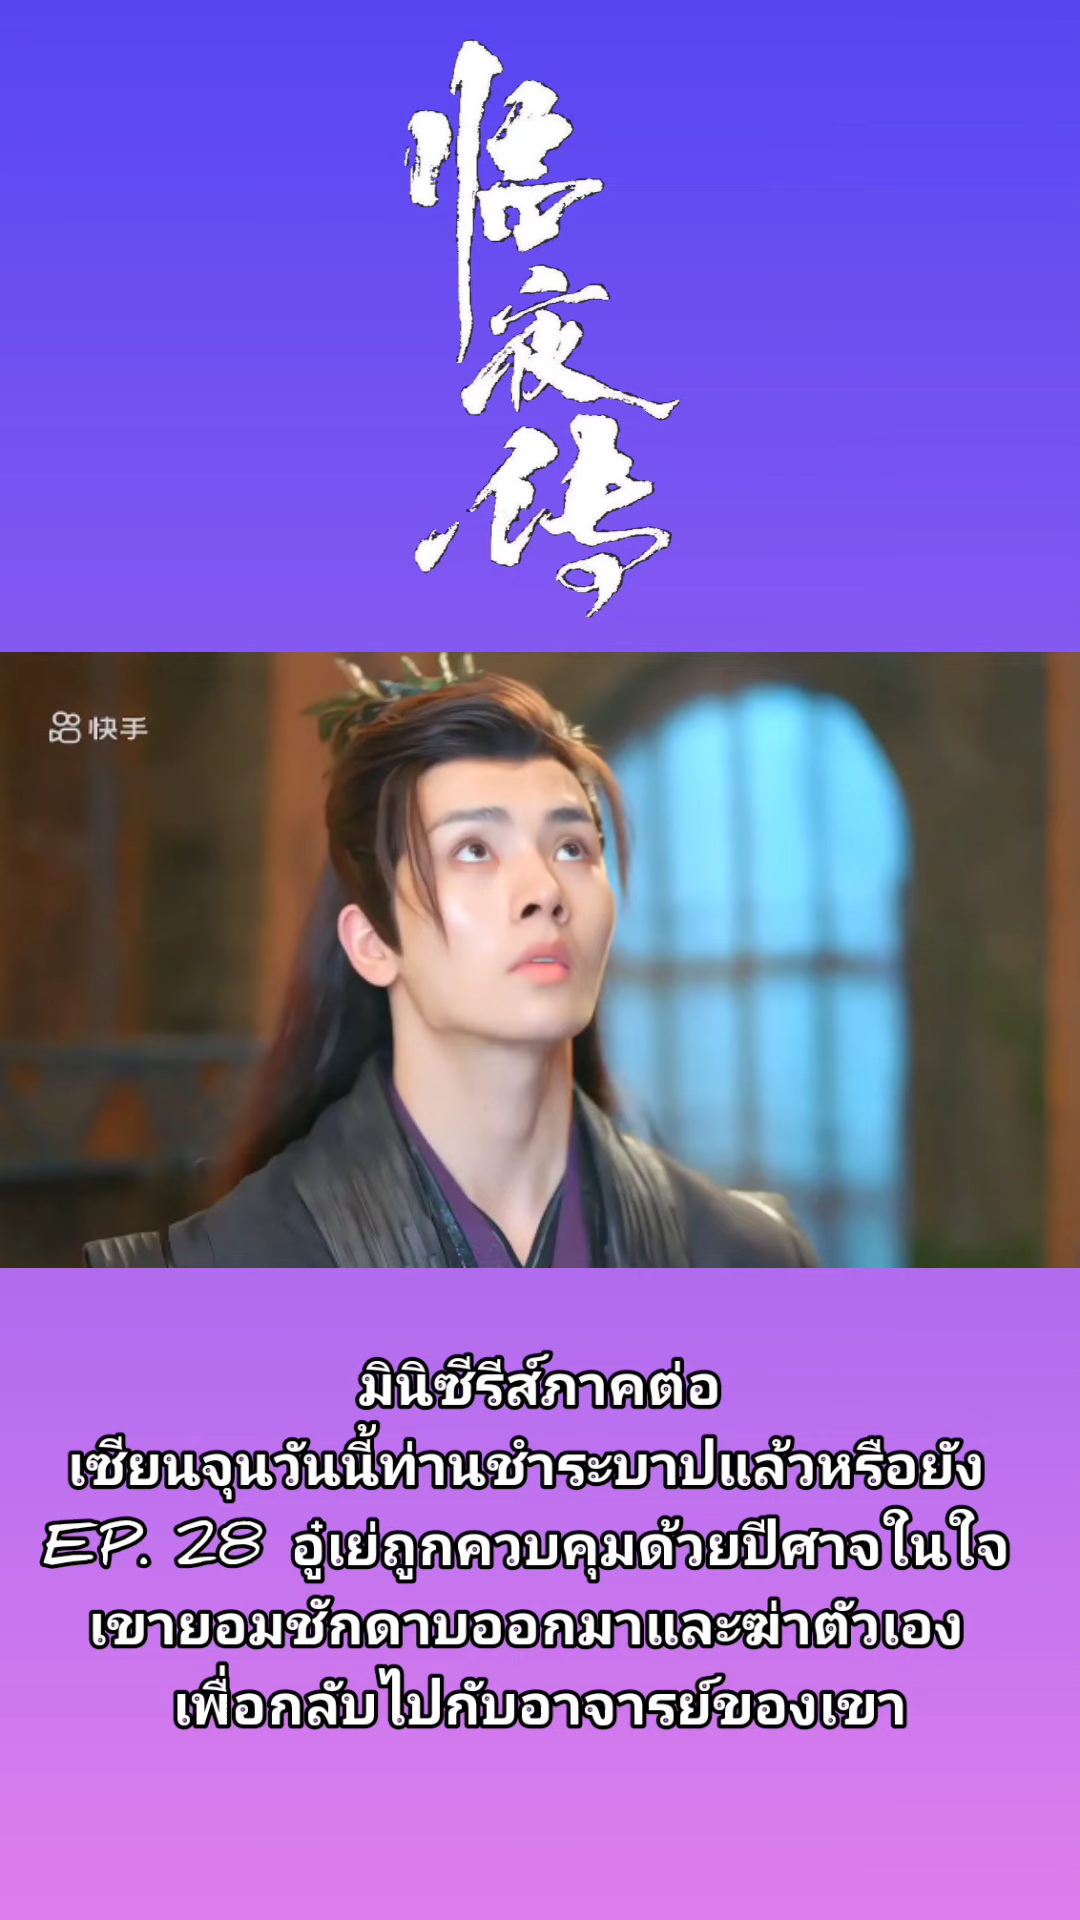 临
夜
传
快手
มินิซีรีส์ภาคต่อ
เซียนจุนวันนี้ท่านชำระบาปแล้วหรือยัง
EP. 28 อู๋เย่ถูกควบคุมด้วยปีศาจในใจ
เขายอมชักดาบออกมาและฆ่าตัวเอง
เพื่อกลับไปกับอาจารย์ของเขา